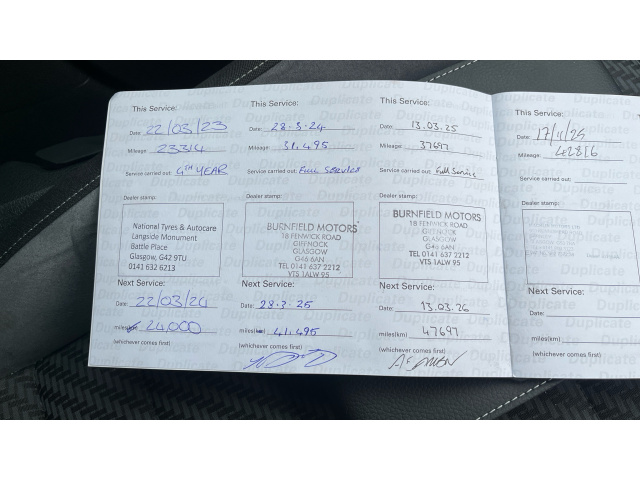 This Service:
Date: 22/03/23
Mileage: 23314
Service carried out: 4TH YEAR
Dealer stamp:
National Tyres & Autocare
Langside Monument
Battle Place
Glasgow, G42 9TU
0141 632 6213
Next Service:
Date: 22/03/24
miles/km 24,000
(whichever comes first)
This Service:
Date: 28.3.24
Mileage: 31.495
Service carried out: FULL SERVICE
Dealer stamp:
BURNFIELD MOTORS
18 FENWICK ROAD
GIFFNOCK
GLASGOW
G46 6AN
TEL 0141 637 2212
VTS 1ALW 95
Next Service:
Date: 28.3.25
miles(km) 41.495
(whichever comes first)
This Service:
Date: 13.03.25
Mileage: 37697
Service carried out: Full Service
Dealer stamp:
BURNFIELD MOTORS
18 FENWICK ROAD
GIFFNOCK
GLASGOW
G46 6AN
TEL 0141 637 2212
VTS 1ALW 95
Next Service:
Date: 13.03.26
miles(km) 47697
(whichever comes first)
This Service:
Date: 17/11/25
Mileage: 42816
Service carried out:
Dealer stamp:
Next Service:
Date:
miles(km)
(whichever comes first)